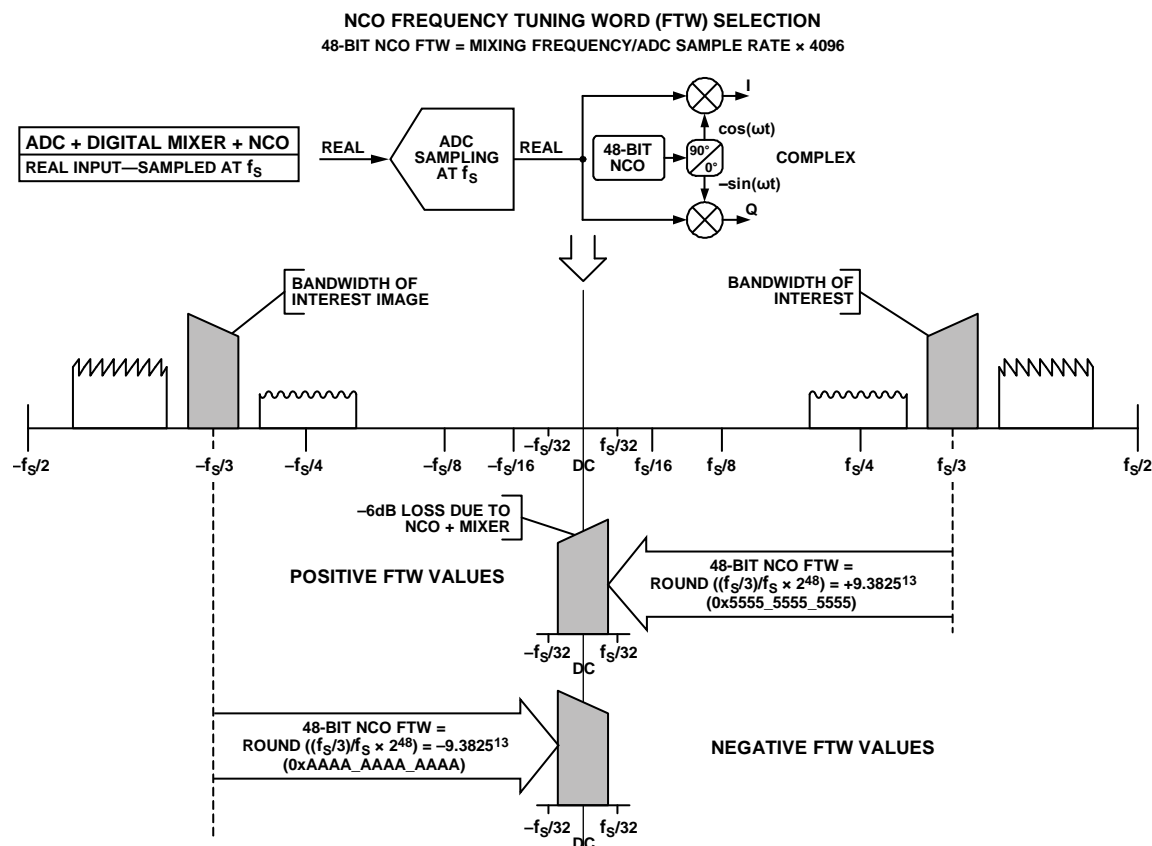 NCO FREQUENCY TUNING WORD (FTW) SELECTION
48-BIT NCO FTW = MIXING FREQUENCY/ADC SAMPLE RATE × 4096
ADC + DIGITAL MIXER + NCO
REAL INPUT—SAMPLED AT fS
REAL
ADC
SAMPLING
AT fS
REAL
48-BIT
NCO
90°
0°
I
cos(ωt)
COMPLEX
–sin(ωt)
Q
BANDWIDTH OF
INTEREST IMAGE
BANDWIDTH OF
INTEREST
–fS/2
–fS/3
–fS/4
–fS/8
–fS/16
–fS/32
DC
fS/32
fS/16
fS/8
fS/4
fS/3
fS/2
–6dB LOSS DUE TO
NCO + MIXER
POSITIVE FTW VALUES
48-BIT NCO FTW =
ROUND ((fS/3)/fS × 2^48) = +9.3825^13
(0x5555_5555_5555)
–fS/32
DC
fS/32
48-BIT NCO FTW =
ROUND ((fS/3)/fS × 2^48) = –9.3825^13
(0xAAAA_AAAA_AAAA)
NEGATIVE FTW VALUES
–fS/32
DC
fS/32